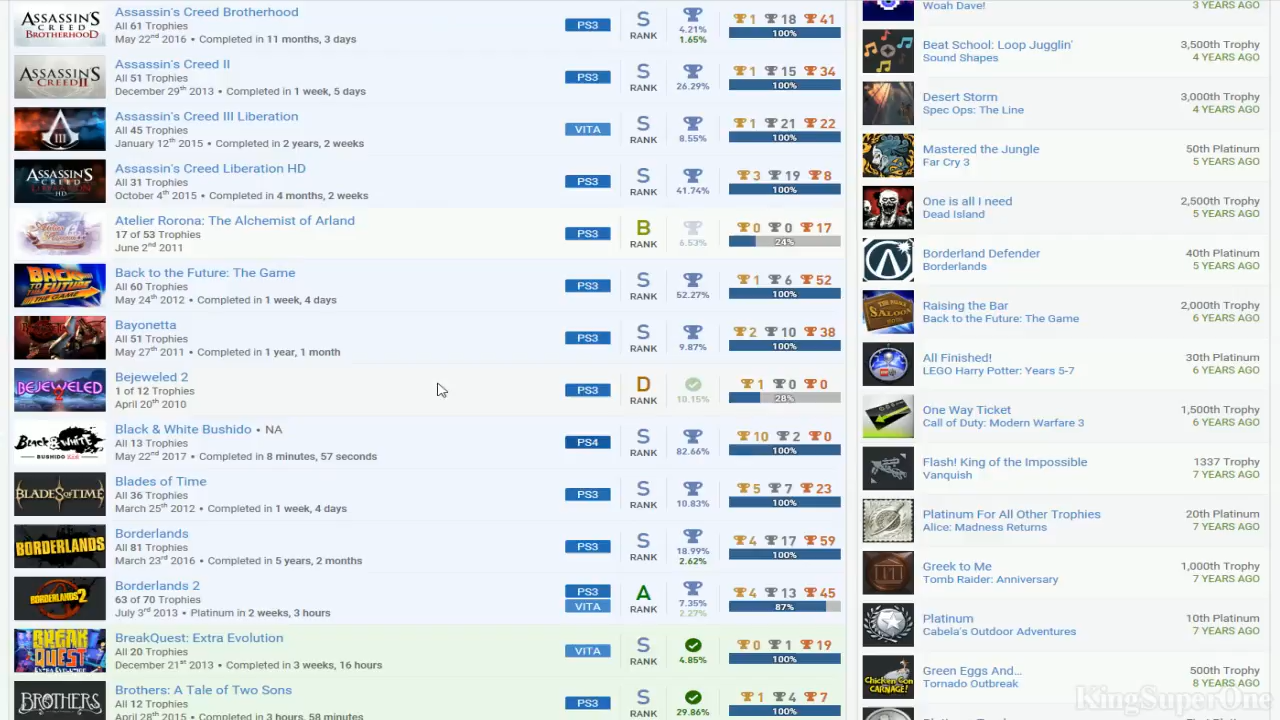 Assassin's Creed Brotherhood
All 61 Trophies
May 22nd 2016 • Completed in 11 months, 3 days
PS3
S
RANK
4.21%
1.65%
1 18 41
100%
Assassin's Creed II
All 51 Trophies
December 29th 2013 • Completed in 1 week, 5 days
PS3
S
RANK
26.29%
1 15 34
100%
Assassin's Creed III Liberation
All 45 Trophies
January 12th 2015 • Completed in 2 years, 2 weeks
VITA
S
RANK
8.55%
1 21 22
100%
Assassin's Creed Liberation HD
All 31 Trophies
October 4th 2015 • Completed in 4 months, 2 weeks
PS3
S
RANK
41.74%
3 19 8
100%
Atelier Rorona: The Alchemist of Arland
17 of 53 Trophies
June 2nd 2011
PS3
B
RANK
6.53%
0 0 17
24%
Back to the Future: The Game
All 60 Trophies
May 24th 2012 • Completed in 1 week, 4 days
PS3
S
RANK
52.27%
1 6 52
100%
Bayonetta
All 51 Trophies
May 27th 2011 • Completed in 1 year, 1 month
PS3
S
RANK
9.87%
2 10 38
100%
Bejeweled 2
1 of 12 Trophies
April 20th 2010
PS3
D
RANK
10.15%
1 0 0
28%
Black & White Bushido • NA
All 13 Trophies
May 22nd 2017 • Completed in 8 minutes, 57 seconds
PS4
S
RANK
82.66%
10 2 0
100%
Blades of Time
All 36 Trophies
March 25th 2012 • Completed in 1 week, 4 days
PS3
S
RANK
10.83%
5 7 23
100%
Borderlands
All 81 Trophies
March 23rd 2016 • Completed in 5 years, 2 months
PS3
S
RANK
18.99%
2.62%
4 17 59
100%
Borderlands 2
63 of 70 Trophies
July 3rd 2013 • Platinum in 2 weeks, 3 hours
PS3
VITA
A
RANK
7.35%
2.27%
4 13 45
87%
BreakQuest: Extra Evolution
All 20 Trophies
December 21st 2013 • Completed in 3 weeks, 16 hours
VITA
S
RANK
4.85%
0 1 19
100%
Brothers: A Tale of Two Sons
All 12 Trophies
April 28th 2015 • Completed in 3 hours, 58 minutes
PS3
S
RANK
29.86%
1 4 7
100%
Woah Dave!
3 YEARS AGO
Beat School: Loop Jugglin'
3,500th Trophy
Sound Shapes
4 YEARS AGO
Desert Storm
3,000th Trophy
Spec Ops: The Line
4 YEARS AGO
Mastered the Jungle
50th Platinum
Far Cry 3
5 YEARS AGO
One is all I need
2,500th Trophy
Dead Island
5 YEARS AGO
Borderland Defender
40th Platinum
Borderlands
5 YEARS AGO
Raising the Bar
2,000th Trophy
Back to the Future: The Game
6 YEARS AGO
All Finished!
30th Platinum
LEGO Harry Potter: Years 5-7
6 YEARS AGO
One Way Ticket
1,500th Trophy
Call of Duty: Modern Warfare 3
6 YEARS AGO
Flash! King of the Impossible
1337 Trophy
Vanquish
7 YEARS AGO
Platinum For All Other Trophies
20th Platinum
Alice: Madness Returns
7 YEARS AGO
Greek to Me
1,000th Trophy
Tomb Raider: Anniversary
7 YEARS AGO
Platinum
10th Platinum
Cabela's Outdoor Adventures
7 YEARS AGO
Green Eggs And...
500th Trophy
Tornado Outbreak
8 YEARS AGO
KingSuperOne